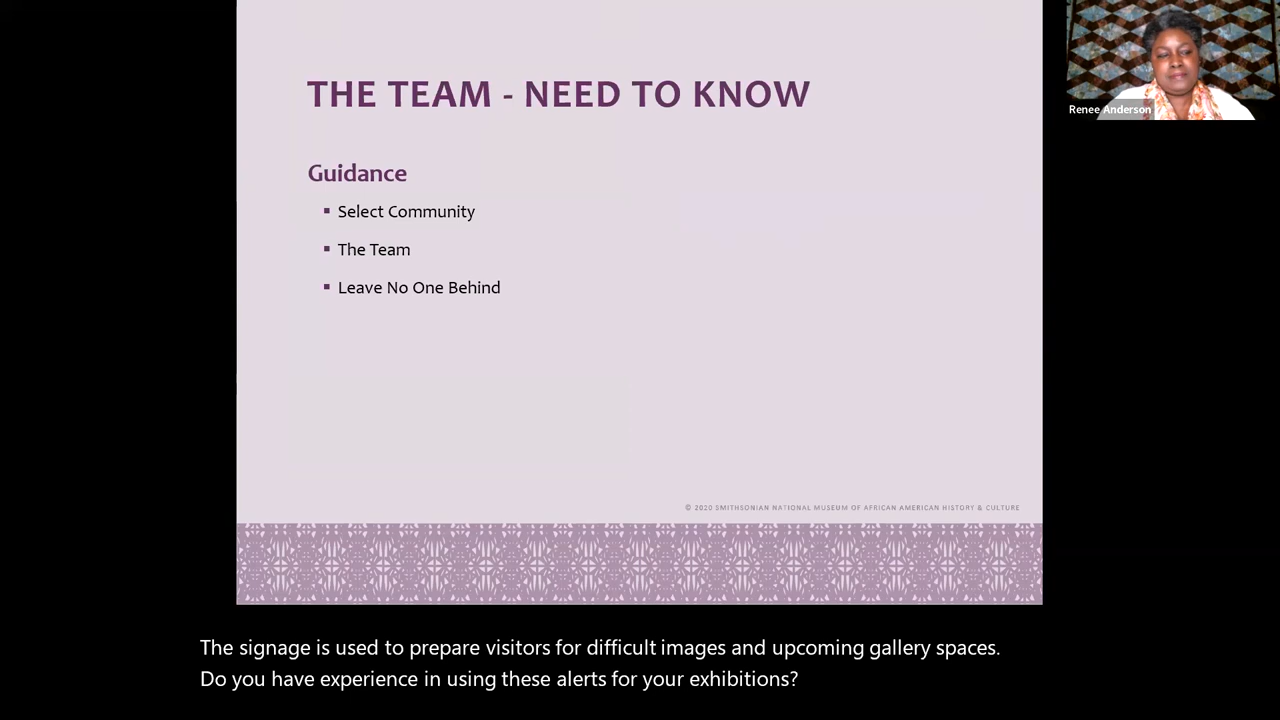 THE TEAM - NEED TO KNOW
Guidance
Select Community
The Team
Leave No One Behind
© 2020 SMITHSONIAN NATIONAL MUSEUM OF AFRICAN AMERICAN HISTORY & CULTURE
Renee Anderson
The signage is used to prepare visitors for difficult images and upcoming gallery spaces.
Do you have experience in using these alerts for your exhibitions?